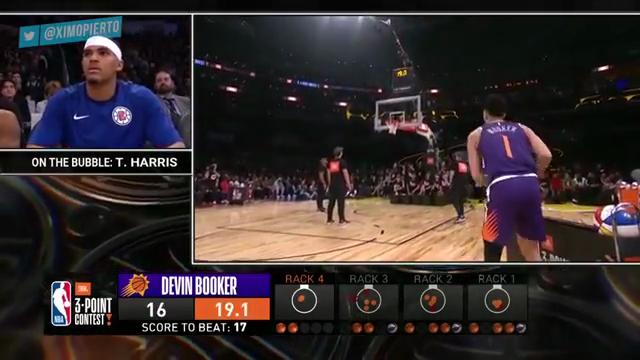 @XIMOPIERTO
ON THE BUBBLE: T. HARRIS
BOOKER
1
NBA
3-POINT
CONTEST
DEVIN BOOKER
16
19.1
SCORE TO BEAT: 17
RACK 4
RACK 3
RACK 2
RACK 1